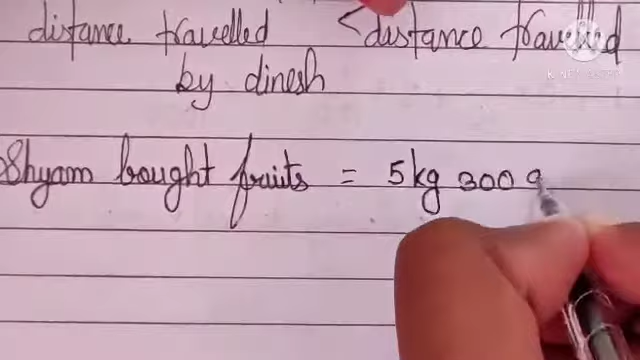 distance travelled < distance travelled
by dinesh
Shyam bought fruits = 5kg 300 g